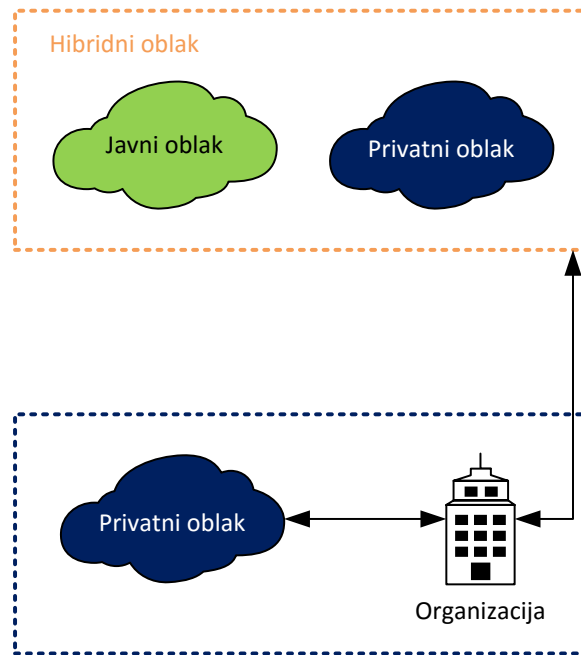 Hibridni oblak
Javni oblak
Privatni oblak
Privatni oblak
Organizacija